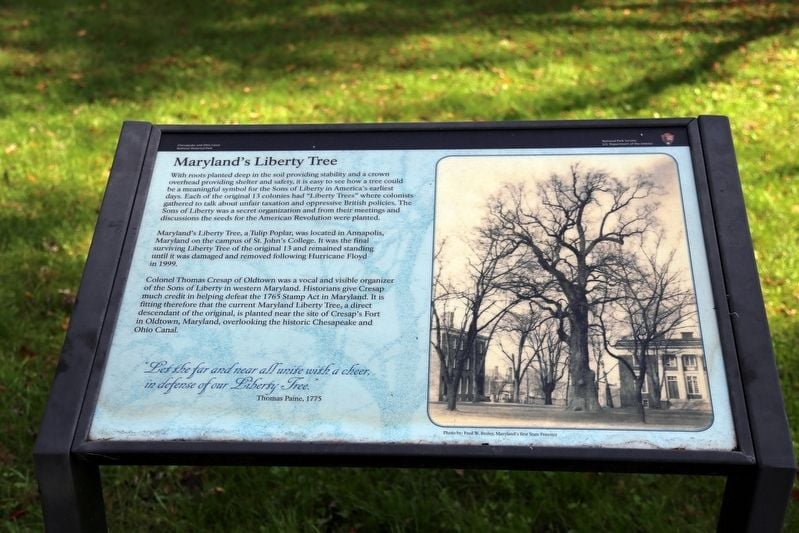 Chesapeake and Ohio Canal
National Historical Park
National Park Service
U.S. Department of the Interior
Maryland's Liberty Tree
With roots planted deep in the soil providing stability and a crown
overhead providing shelter and safety, it is easy to see how a tree could
be a meaningful symbol for the Sons of Liberty in America's earliest
days. Each of the original 13 colonies had "Liberty Trees" where colonists
gathered to talk about unfair taxation and oppressive British policies. The
Sons of Liberty was a secret organization and from their meetings and
discussions the seeds for the American Revolution were planted.
Maryland's Liberty Tree, a Tulip Poplar, was located in Annapolis,
Maryland on the campus of St. John's College. It was the final
surviving Liberty Tree of the original 13 and remained standing
until it was damaged and removed following Hurricane Floyd
in 1999.
Colonel Thomas Cresap of Oldtown was a vocal and visible organizer
of the Sons of Liberty in western Maryland. Historians give Cresap
much credit in helping defeat the 1765 Stamp Act in Maryland. It is
fitting therefore that the current Maryland Liberty Tree, a direct
descendant of the original, is planted near the site of Cresap's Fort
in Oldtown, Maryland, overlooking the historic Chesapeake and
Ohio Canal.
"Let the far and near all unite with a cheer,
in defense of our Liberty Tree."
Thomas Paine, 1775
Photo by: Fred W. Besley, Maryland's first State Forester